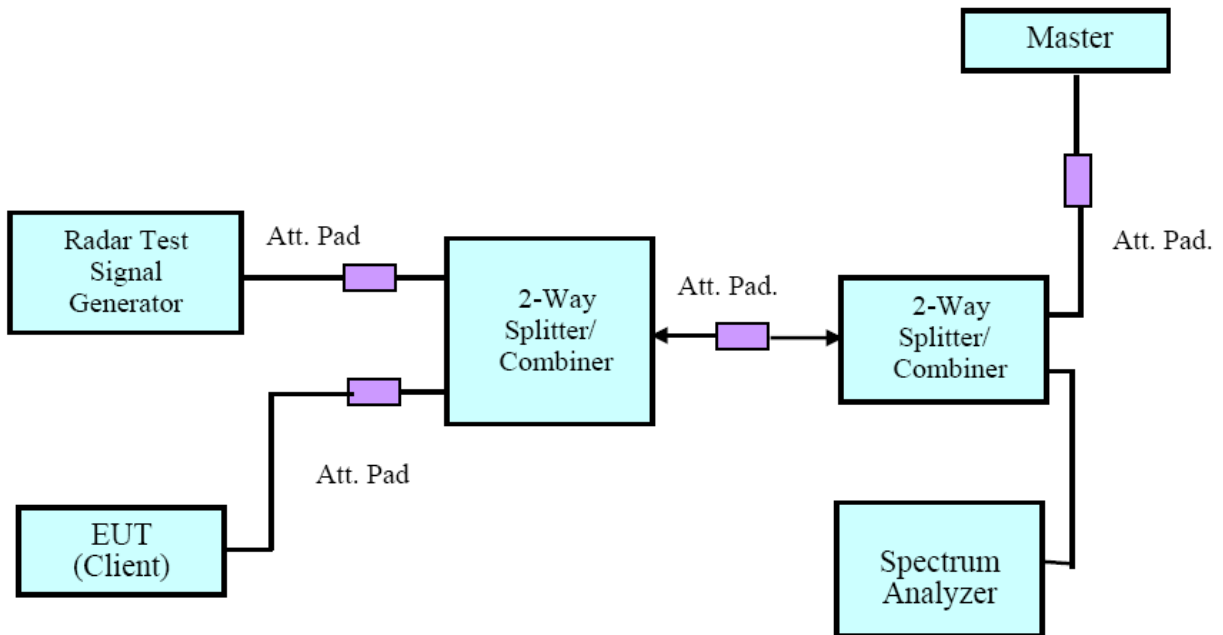 Master
Att. Pad.
Radar Test
Signal
Generator
Att. Pad
2-Way
Splitter/
Combiner
Att. Pad.
2-Way
Splitter/
Combiner
Att. Pad
EUT
(Client)
Spectrum
Analyzer